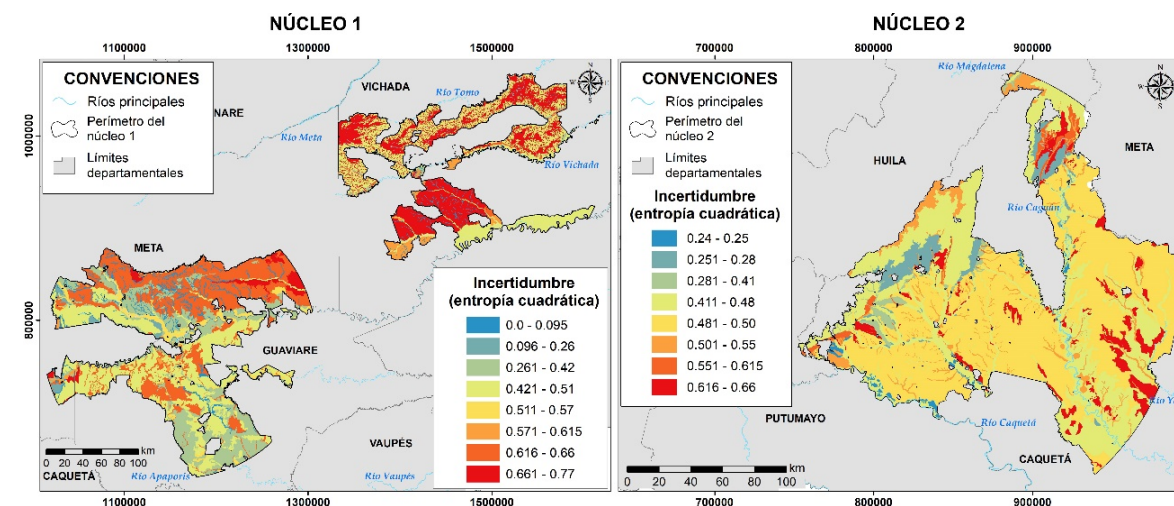 NÚCLEO 1
1100000
1300000
1500000
1000000
800000
CONVENCIONES
Ríos principales
Perímetro del
núcleo 1
Límites
departamentales
NARE
VICHADA
Río Tomo
Río Meta
Río Vichada
META
GUAVIARE
VAUPÉS
CAQUETÁ
Río Apaporis
Río Vaupés
N
W
E
S
Incertidumbre
(entropía cuadrática)
0.0 - 0.095
0.096 - 0.26
0.261 - 0.42
0.421 - 0.51
0.511 - 0.57
0.571 - 0.615
0.616 - 0.66
0.661 - 0.77
km
0 20 40 60 80 100
1100000
1300000
1500000
NÚCLEO 2
700000
800000
900000
CONVENCIONES
Ríos principales
Perímetro del
núcleo 2
Límites
departamentales
Incertidumbre
(entropía cuadrática)
0.24 - 0.25
0.251 - 0.28
0.281 - 0.41
0.411 - 0.48
0.481 - 0.50
0.501 - 0.55
0.551 - 0.615
0.616 - 0.66
Río Magdalena
N
W
E
S
HUILA
META
Río Caguán
PUTUMAYO
Río Caquetá
CAQUETÁ
km
0 20 40 60 80 100
700000
800000
900000